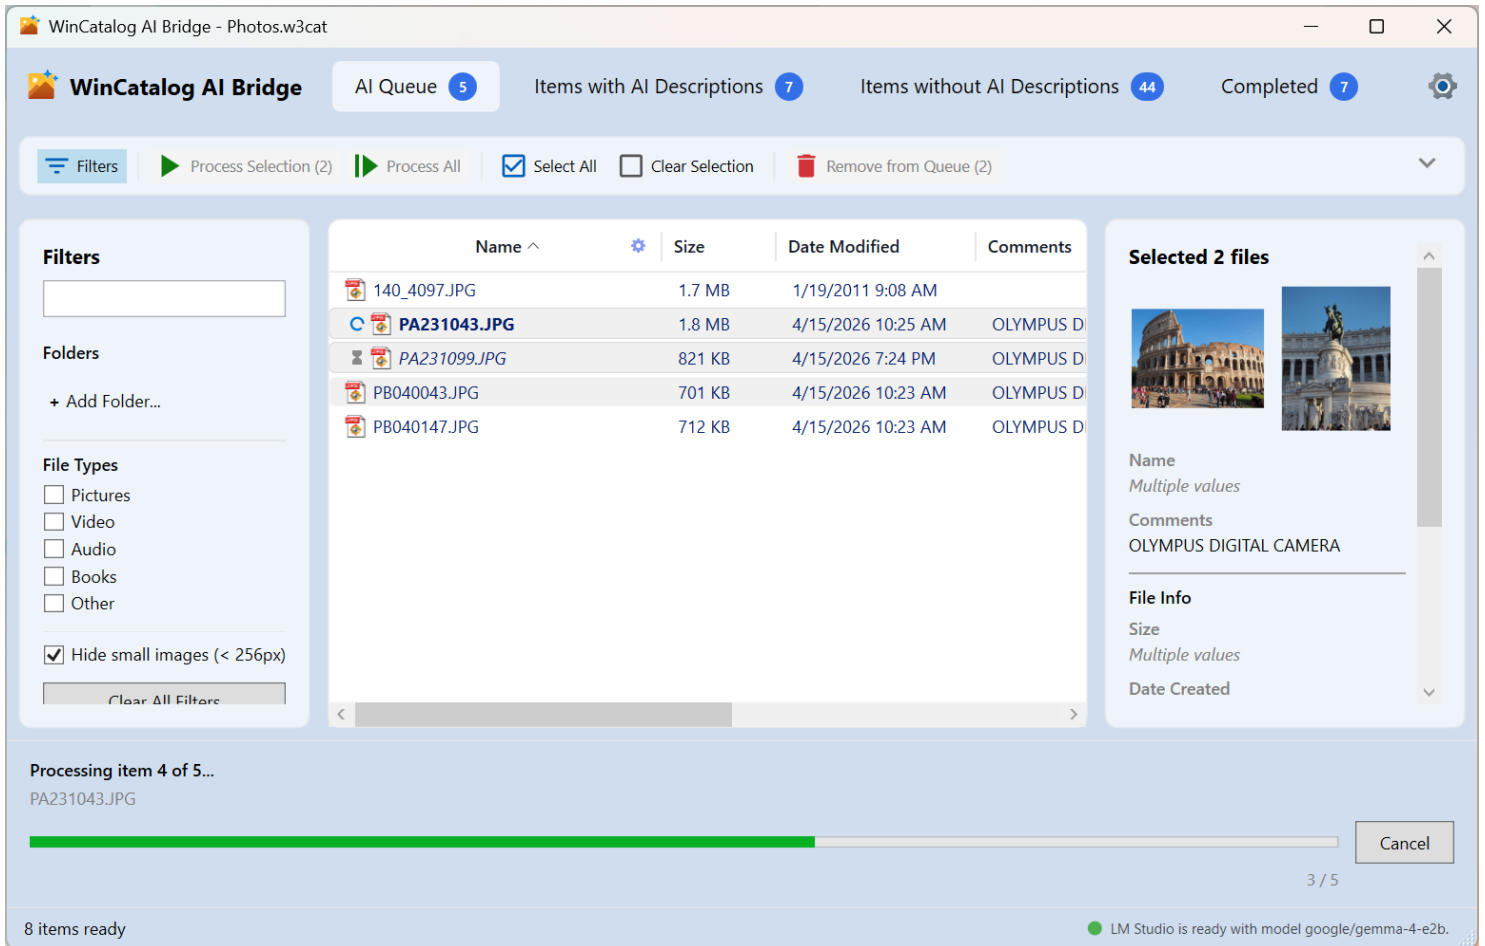 WinCatalog AI Bridge - Photos.w3cat
WinCatalog AI Bridge
AI Queue 5
Items with AI Descriptions 7
Items without AI Descriptions 44
Completed 7
Filters
Process Selection (2)
Process All
Select All
Clear Selection
Remove from Queue (2)
Filters
Folders
+ Add Folder...
File Types
Pictures
Video
Audio
Books
Other
Hide small images (< 256px)
Clear All Filters
Name Size Date Modified Comments
140_4097.JPG 1.7 MB 1/19/2011 9:08 AM
PA231043.JPG 1.8 MB 4/15/2026 10:25 AM OLYMPUS DI
PA231099.JPG 821 KB 4/15/2026 7:24 PM OLYMPUS DI
PB040043.JPG 701 KB 4/15/2026 10:23 AM OLYMPUS DI
PB040147.JPG 712 KB 4/15/2026 10:23 AM OLYMPUS D
Selected 2 files
Name
Multiple values
Comments
OLYMPUS DIGITAL CAMERA
File Info
Size
Multiple values
Date Created
Processing item 4 of 5...
PA231043.JPG
Cancel
3 / 5
8 items ready
LM Studio is ready with model google/gemma-4-e2b.